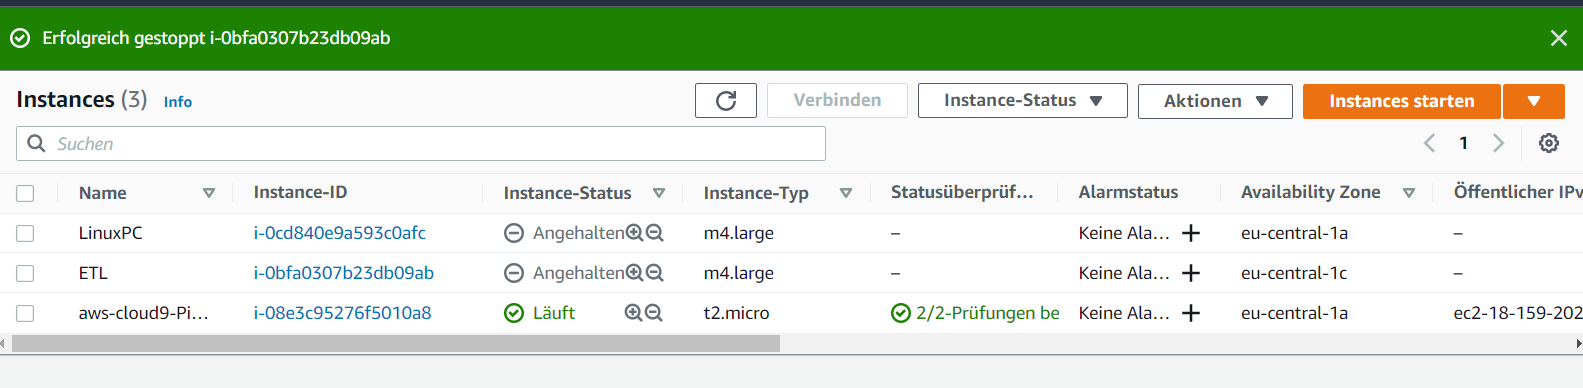 Erfolgreich gestoppt i-0bfa0307b23db09ab
Instances (3) Info Verbinden Instance-Status Aktionen Instances starten
Suchen 1
Name Instance-ID Instance-Status Instance-Typ Statusüberprüf... Alarmstatus Availability Zone Öffentlicher IPv
LinuxPC i-0cd840e9a593c0afc Angehalten m4.large – Keine Ala... eu-central-1a –
ETL i-0bfa0307b23db09ab Angehalten m4.large – Keine Ala... eu-central-1c –
aws-cloud9-Pi... i-08e3c95276f5010a8 Läuft t2.micro 2/2-Prüfungen be Keine Ala... eu-central-1a ec2-18-159-202